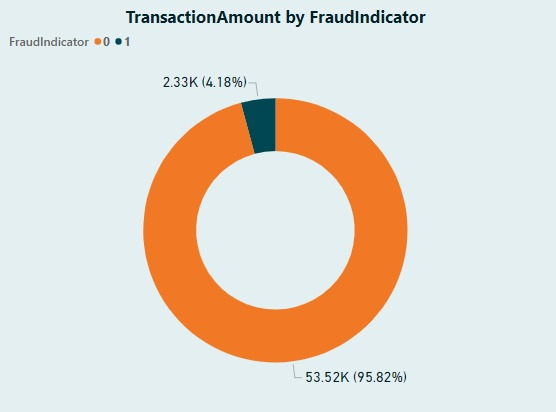 TransactionAmount by FraudIndicator
FraudIndicator 0 1
2.33K (4.18%)
53.52K (95.82%)